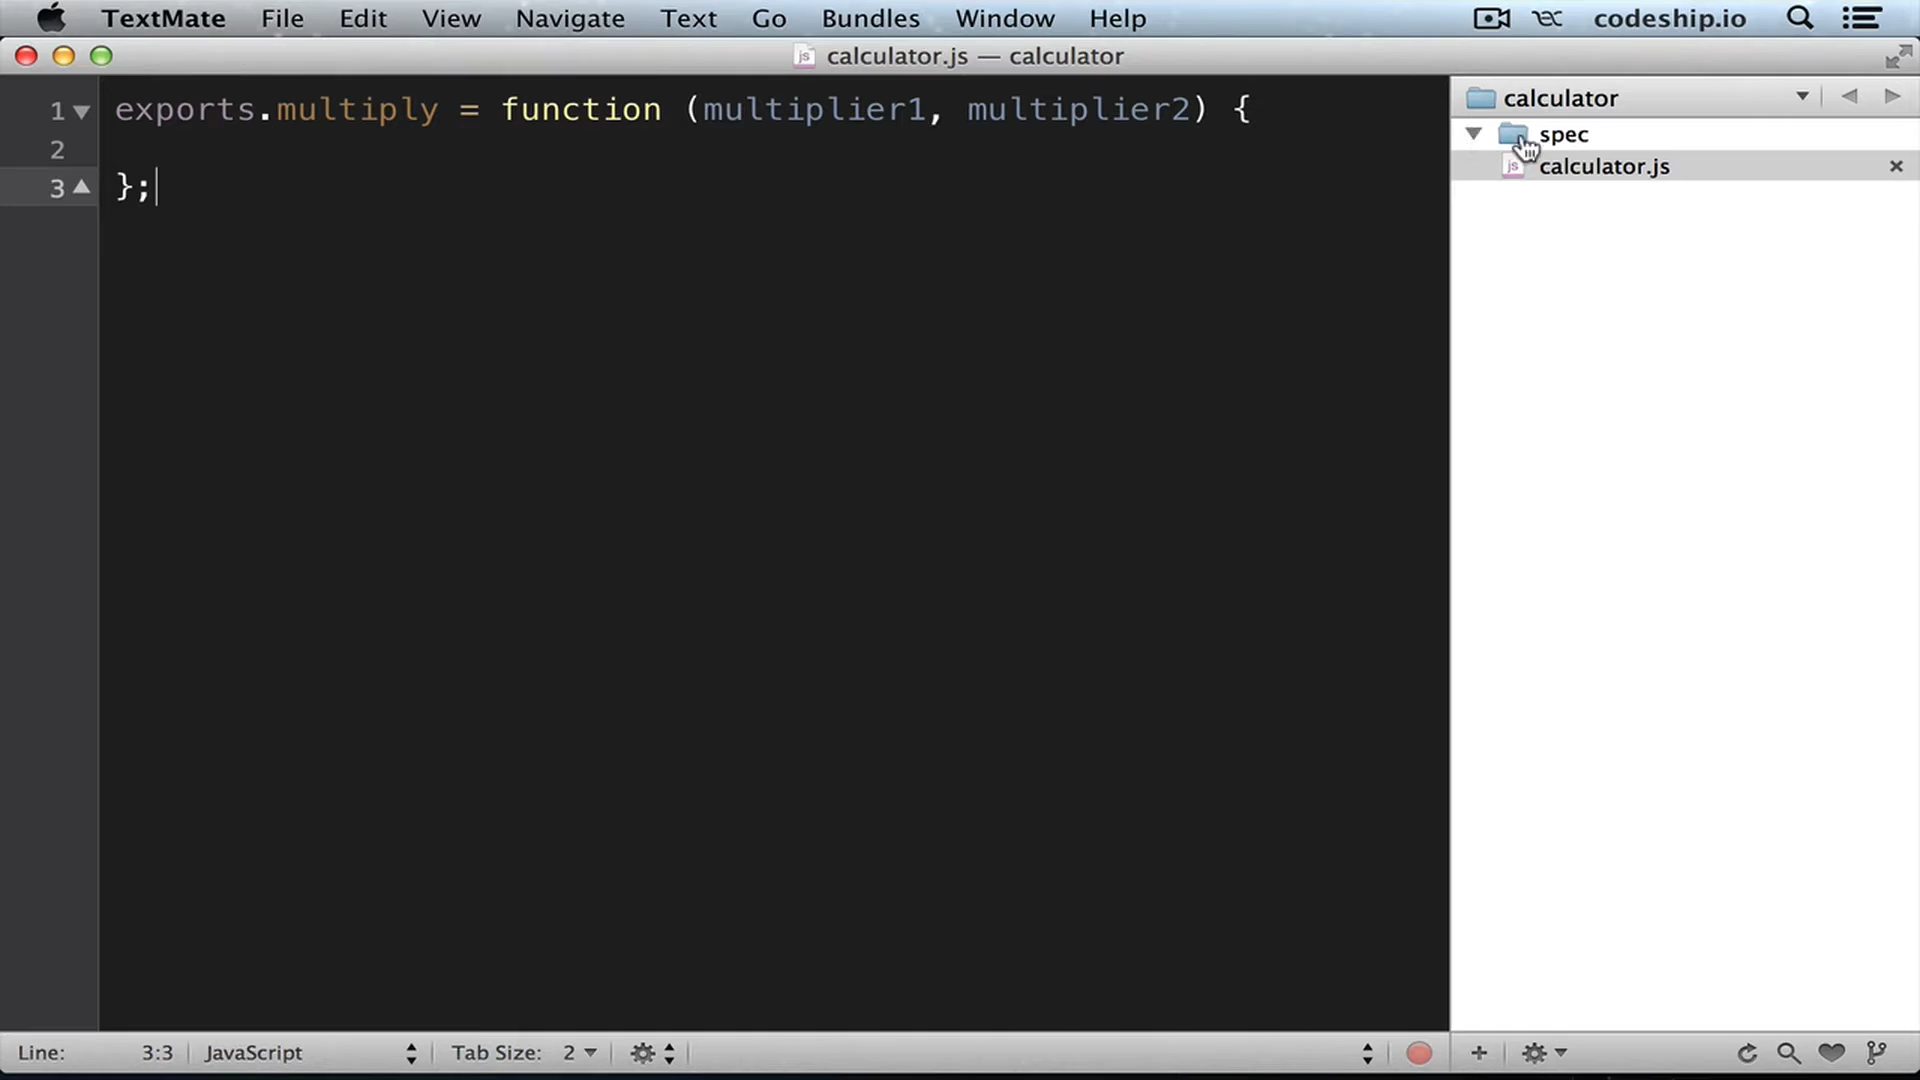 TextMate File Edit View Navigate Text Go Bundles Window Help codeship.io
calculator.js — calculator
1 exports.multiply = function (multiplier1, multiplier2) {
2
3 };
calculator
spec
js calculator.js
Line: 3:3 JavaScript Tab Size: 2